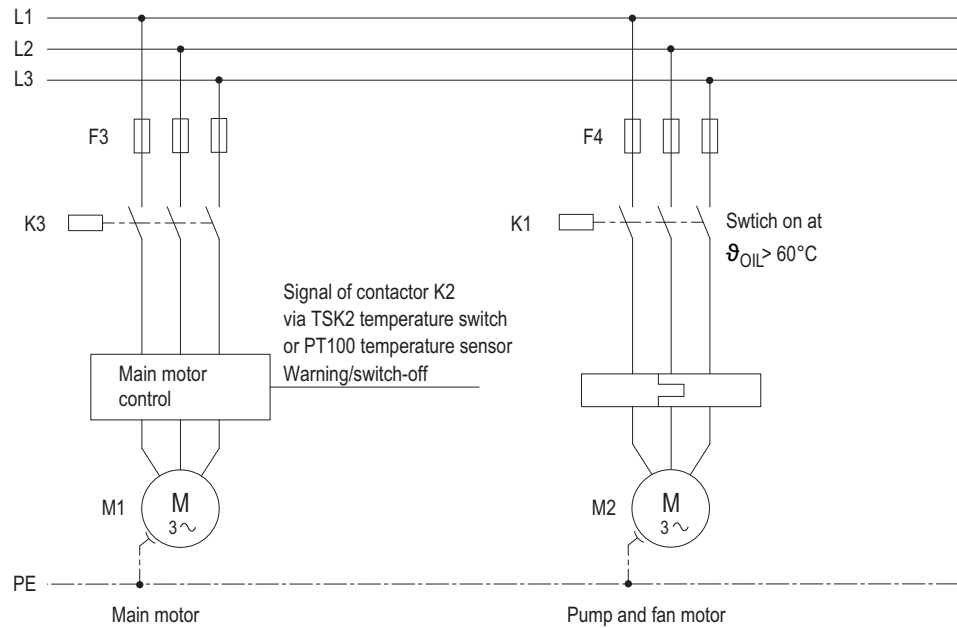 L1
L2
L3
F3
F4
K3
K1
Swtich on at
ϑOIL> 60°C
Signal of contactor K2
via TSK2 temperature switch
or PT100 temperature sensor
Warning/switch-off
Main motor
control
M1
M
3∼
M2
M
3∼
PE
Main motor
Pump and fan motor